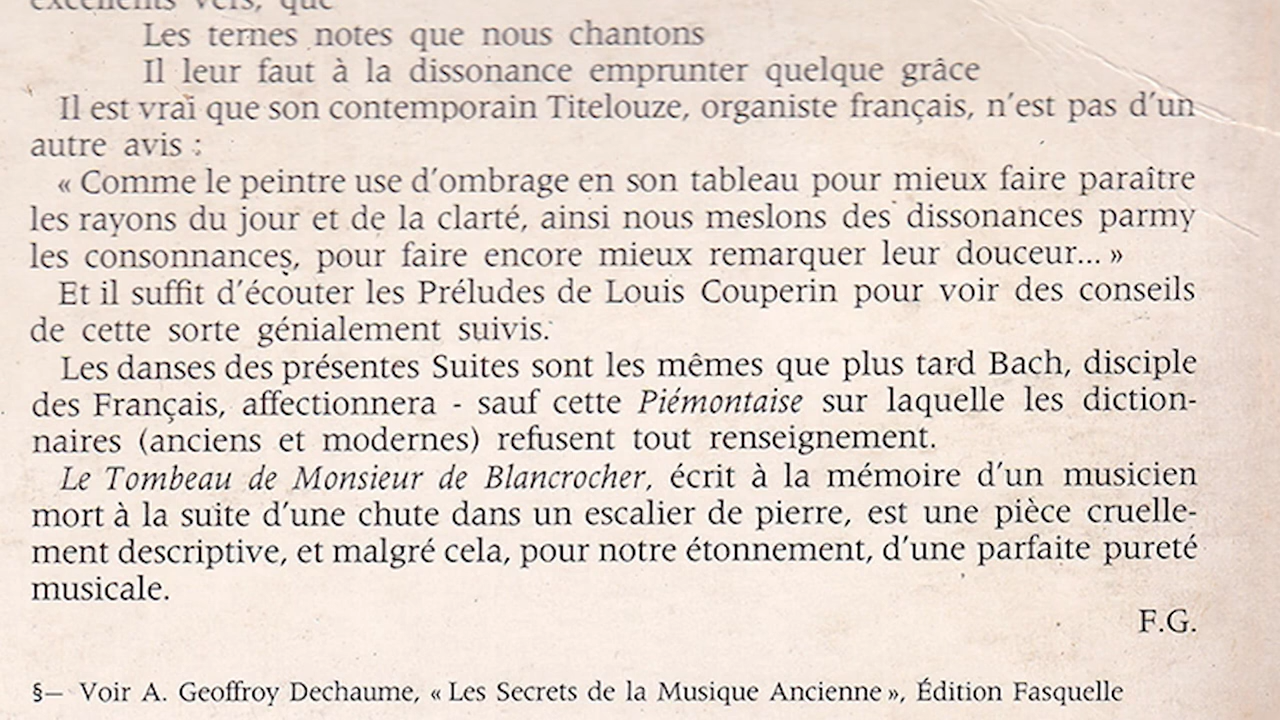 excellents vers, que
Les ternes notes que nous chantons
Il leur faut à la dissonance emprunter quelque grâce
Il est vrai que son contemporain Titelouze, organiste français, n'est pas d'un
autre avis :
« Comme le peintre use d'ombrage en son tableau pour mieux faire paraître
les rayons du jour et de la clarté, ainsi nous meslons des dissonances parmy
les consonnances, pour faire encore mieux remarquer leur douceur... »
Et il suffit d'écouter les Préludes de Louis Couperin pour voir des conseils
de cette sorte génialement suivis.
Les danses des présentes Suites sont les mêmes que plus tard Bach, disciple
des Français, affectionnera - sauf cette Piémontaise sur laquelle les diction-
naires (anciens et modernes) refusent tout renseignement.
Le Tombeau de Monsieur de Blancrocher, écrit à la mémoire d'un musicien
mort à la suite d'une chute dans un escalier de pierre, est une pièce cruelle-
ment descriptive, et malgré cela, pour notre étonnement, d'une parfaite pureté
musicale.
F.G.
§— Voir A. Geoffroy Dechaume, « Les Secrets de la Musique Ancienne », Édition Fasquelle